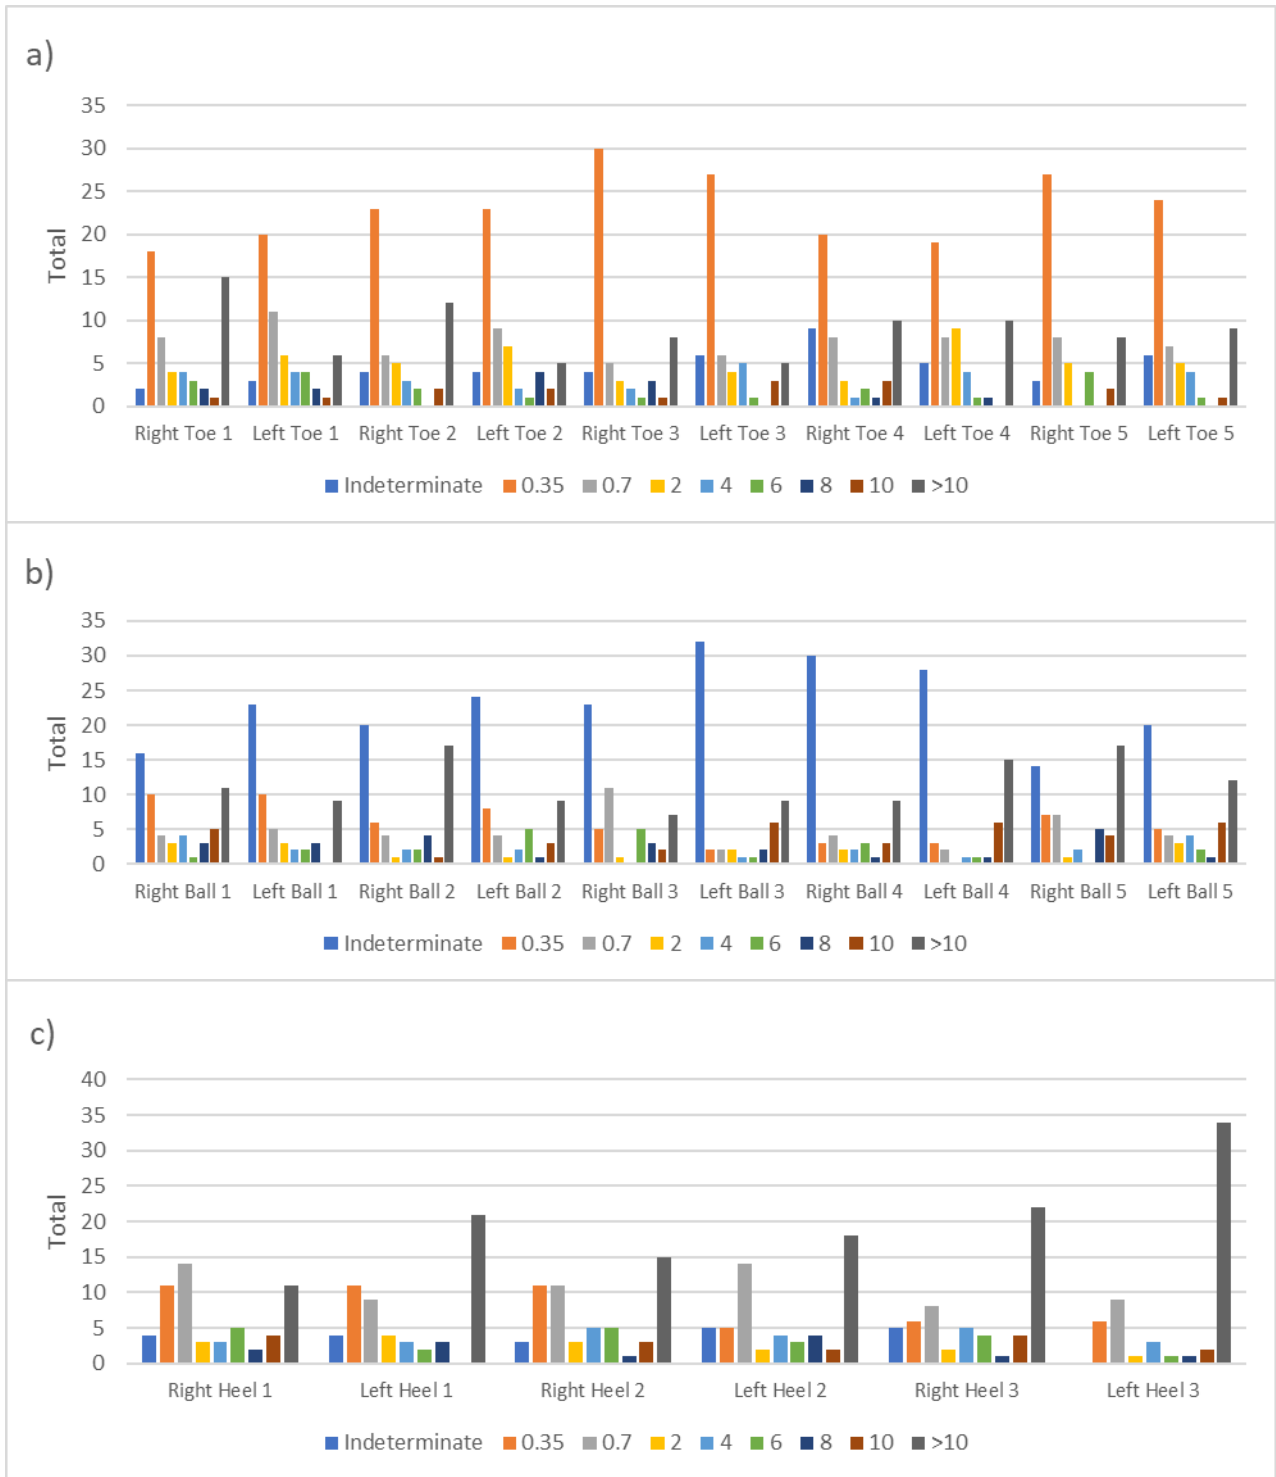 a)
35
30
25
20
15
10
5
0
Total
Right Toe 1 Left Toe 1 Right Toe 2 Left Toe 2 Right Toe 3 Left Toe 3 Right Toe 4 Left Toe 4 Right Toe 5 Left Toe 5
Indeterminate 0.35 0.7 2 4 6 8 10 >10
b)
35
30
25
20
15
10
5
0
Total
Right Ball 1 Left Ball 1 Right Ball 2 Left Ball 2 Right Ball 3 Left Ball 3 Right Ball 4 Left Ball 4 Right Ball 5 Left Ball 5
Indeterminate 0.35 0.7 2 4 6 8 10 >10
c)
40
35
30
25
20
15
10
5
0
Total
Right Heel 1 Left Heel 1 Right Heel 2 Left Heel 2 Right Heel 3 Left Heel 3
Indeterminate 0.35 0.7 2 4 6 8 10 >10